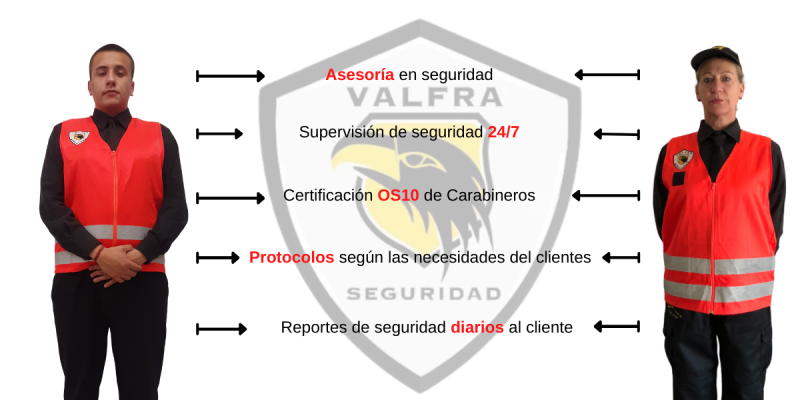 Asesoría en seguridad
VALFRA
Supervisión de seguridad 24/7
Certificación OS10 de Carabineros
Protocolos según las necesidades del clientes
SEGURIDAD
Reportes de seguridad diarios al cliente